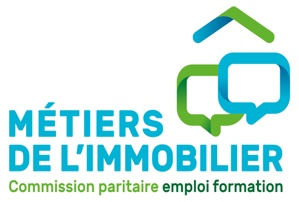 MÉTIERS
DE L'IMMOBILIER
Commission paritaire emploi formation